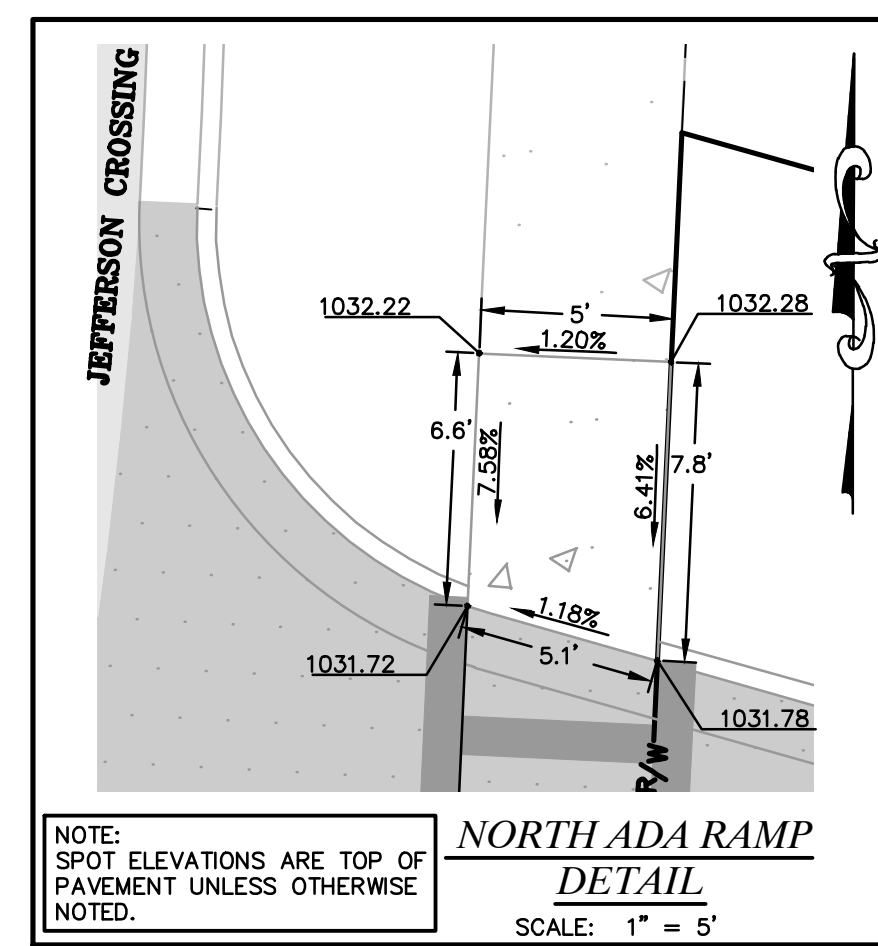 JEFFERSON CROSSING
1032.22
5'
1032.28
1.20%
6.6'
7.58%
6.41%
7.8'
1.18%
5.1'
1031.72
1031.78
R/W
NOTE:
SPOT ELEVATIONS ARE TOP OF
PAVEMENT UNLESS OTHERWISE
NOTED.
NORTH ADA RAMP
DETAIL
SCALE: 1" = 5'